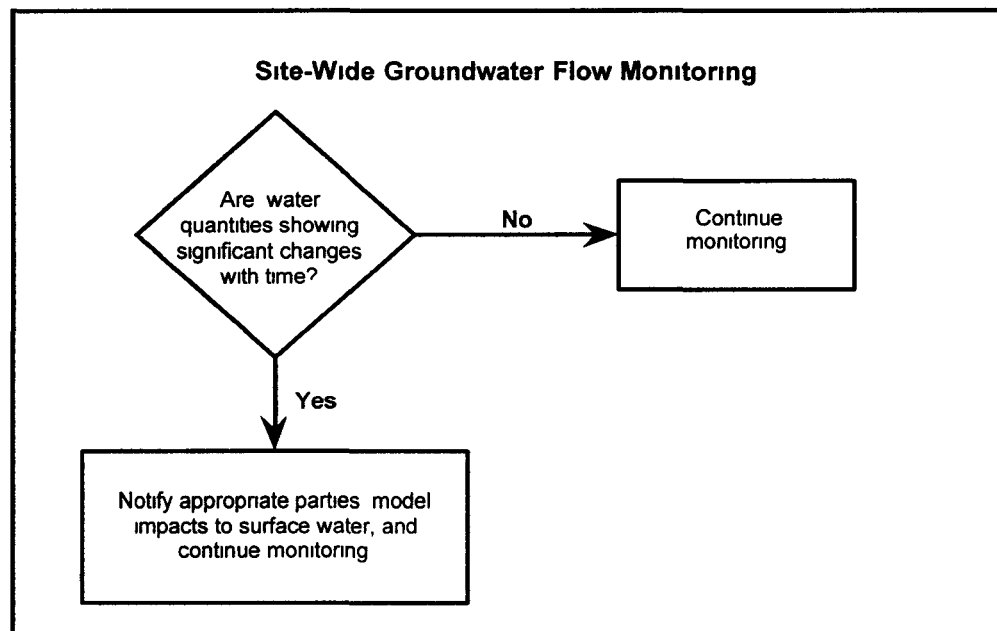 Site-Wide Groundwater Flow Monitoring
Are water
quantities showing
significant changes
with time?
No
Continue
monitoring
Yes
Notify appropriate parties model
impacts to surface water, and
continue monitoring